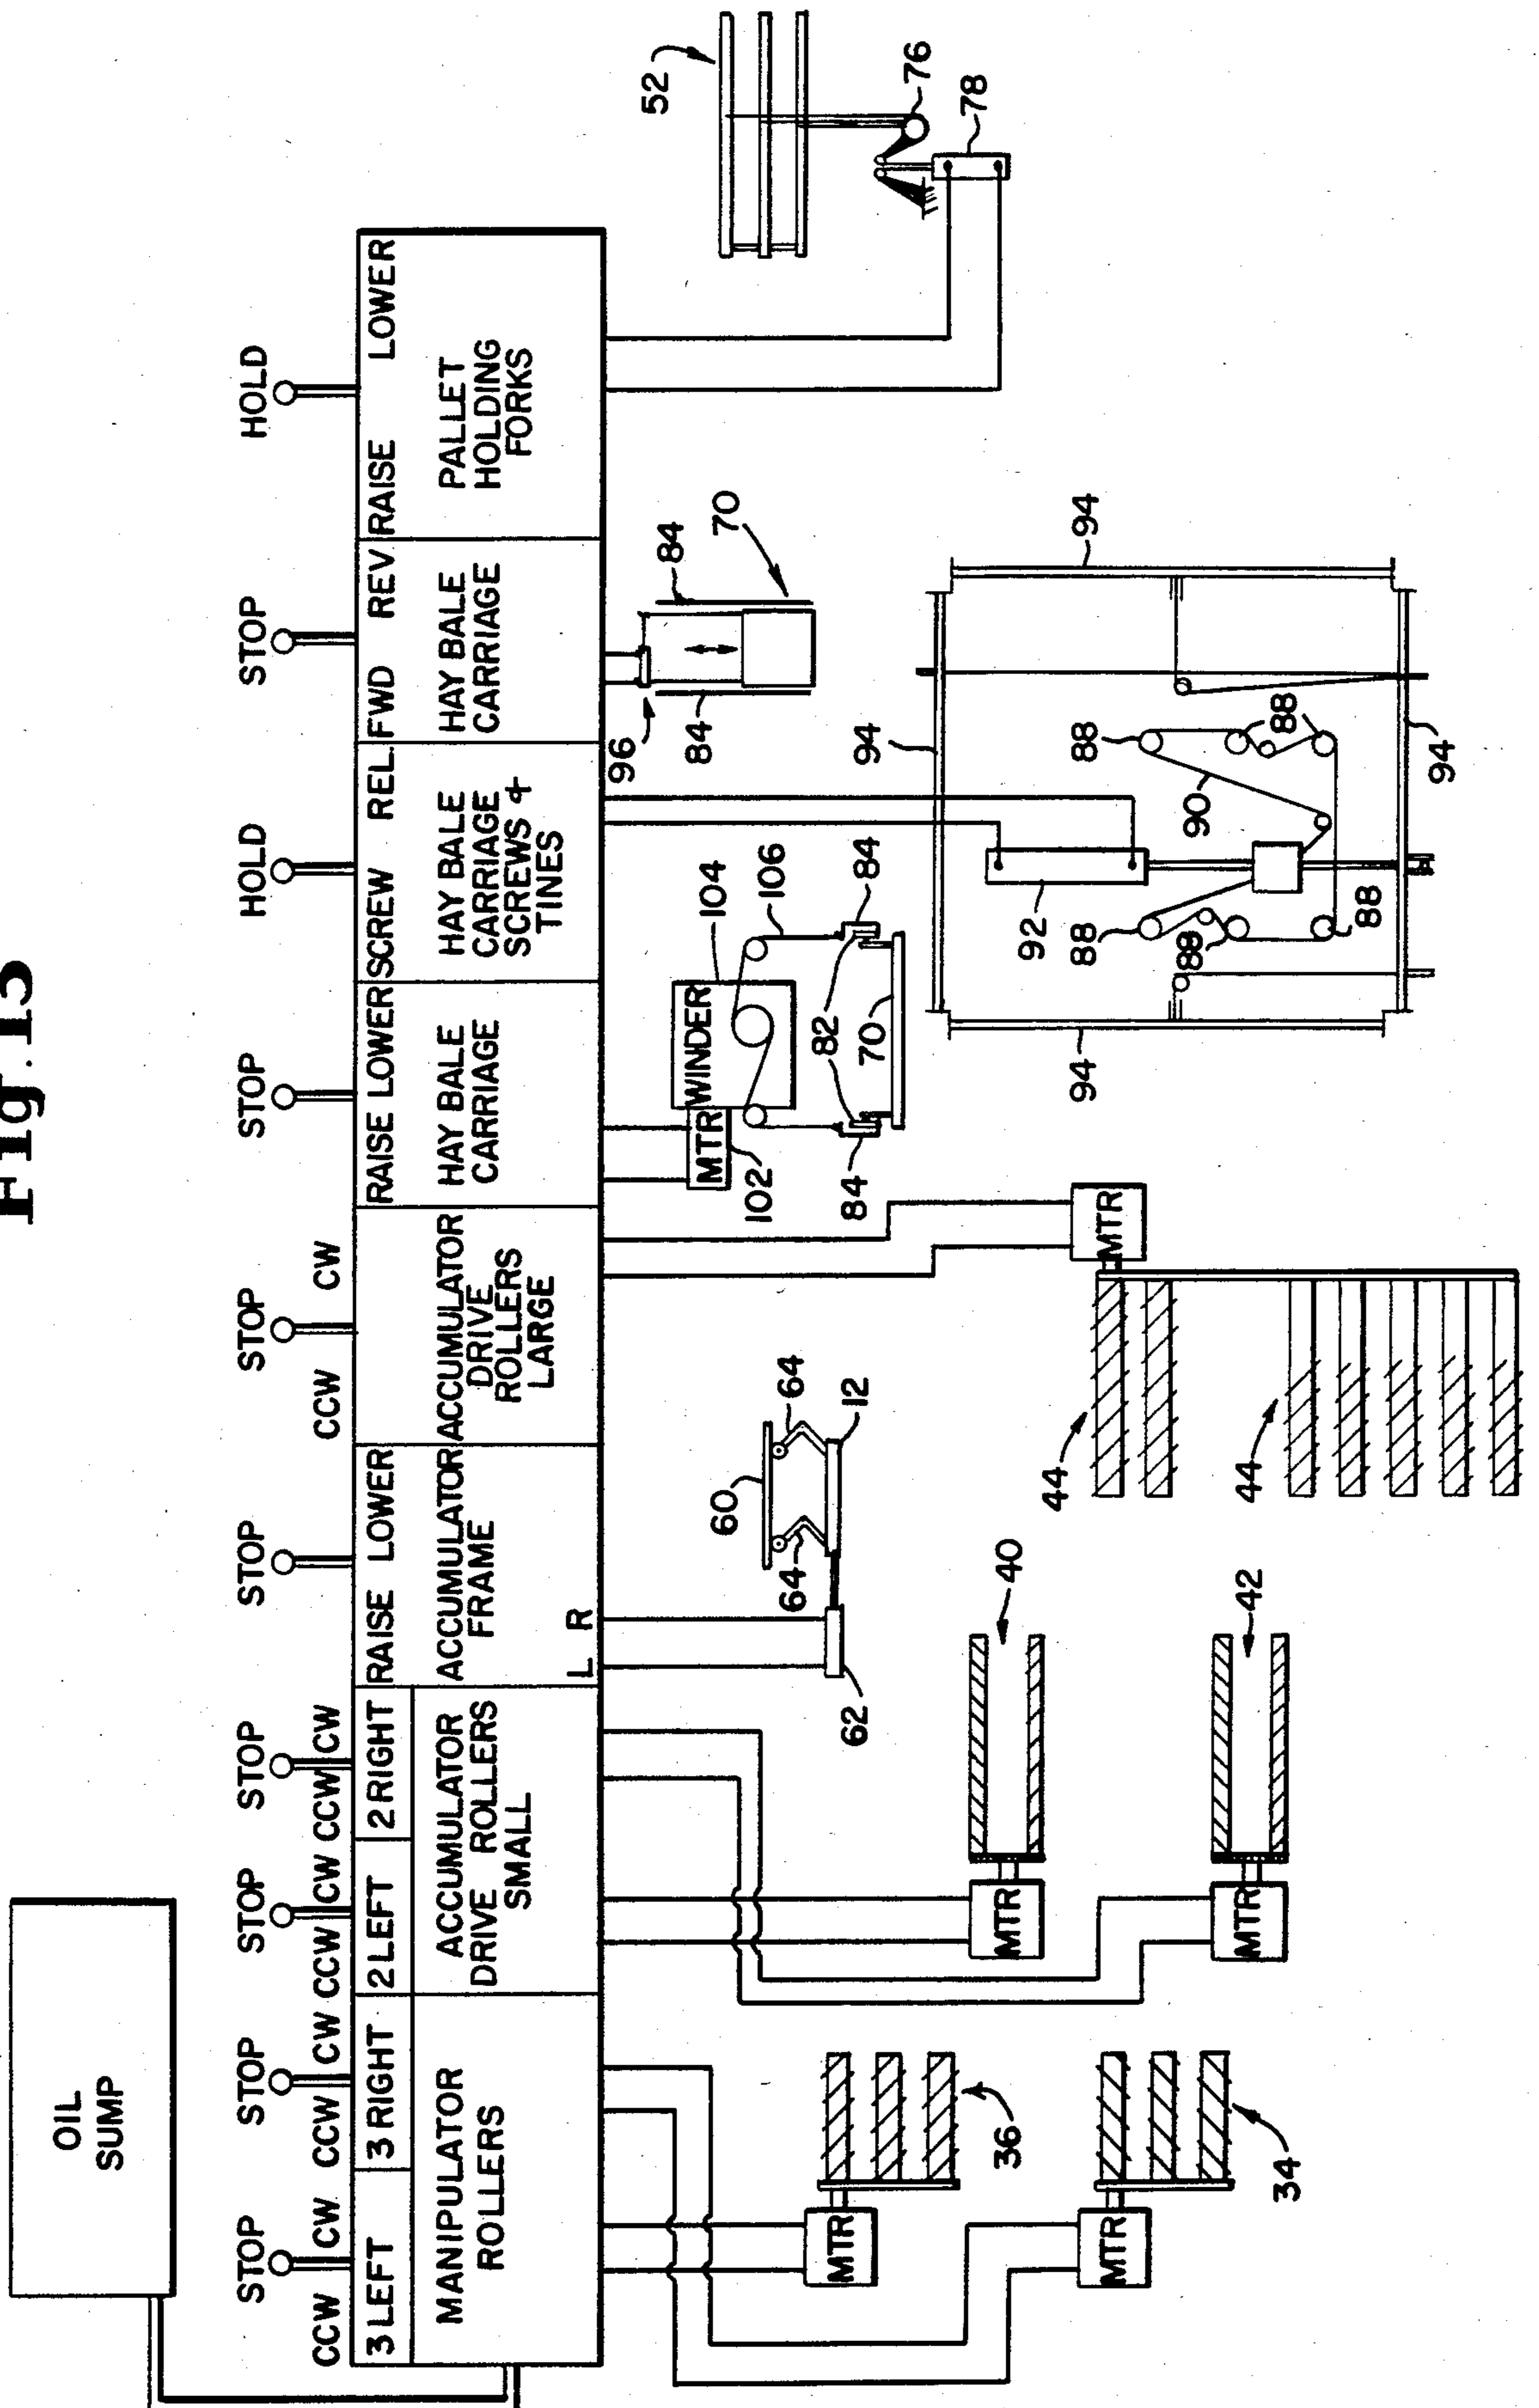 Fig. 15
OIL
SUMP
STOP
STOP
STOP
STOP
STOP
STOP
STOP
HOLD
STOP
HOLD
CCW CW
CCW CW
CCW CW
CCW CW
CCW CW
3 LEFT
3 RIGHT
2 LEFT
2 RIGHT
RAISE LOWER
RAISE LOWER
SCREW REL.
FWD REV
RAISE LOWER
MANIPULATOR
ROLLERS
ACCUMULATOR
DRIVE ROLLERS
SMALL
ACCUMULATOR
FRAME
L R
ACCUMULATOR
DRIVE
ROLLERS
LARGE
HAY BALE
CARRIAGE
HAY BALE
CARRIAGE
SCREWS +
TINES
HAY BALE
CARRIAGE
PALLET
HOLDING
FORKS
MTR
36
MTR
34
MTR
40
MTR
42
62
64
60
64
12
MTR
44
44
MTR
102
WINDER
104
106
84
82
82
84
70
96
84
84
70
92
94
94
94
94
88
88
88
88
88
90
52
76
78